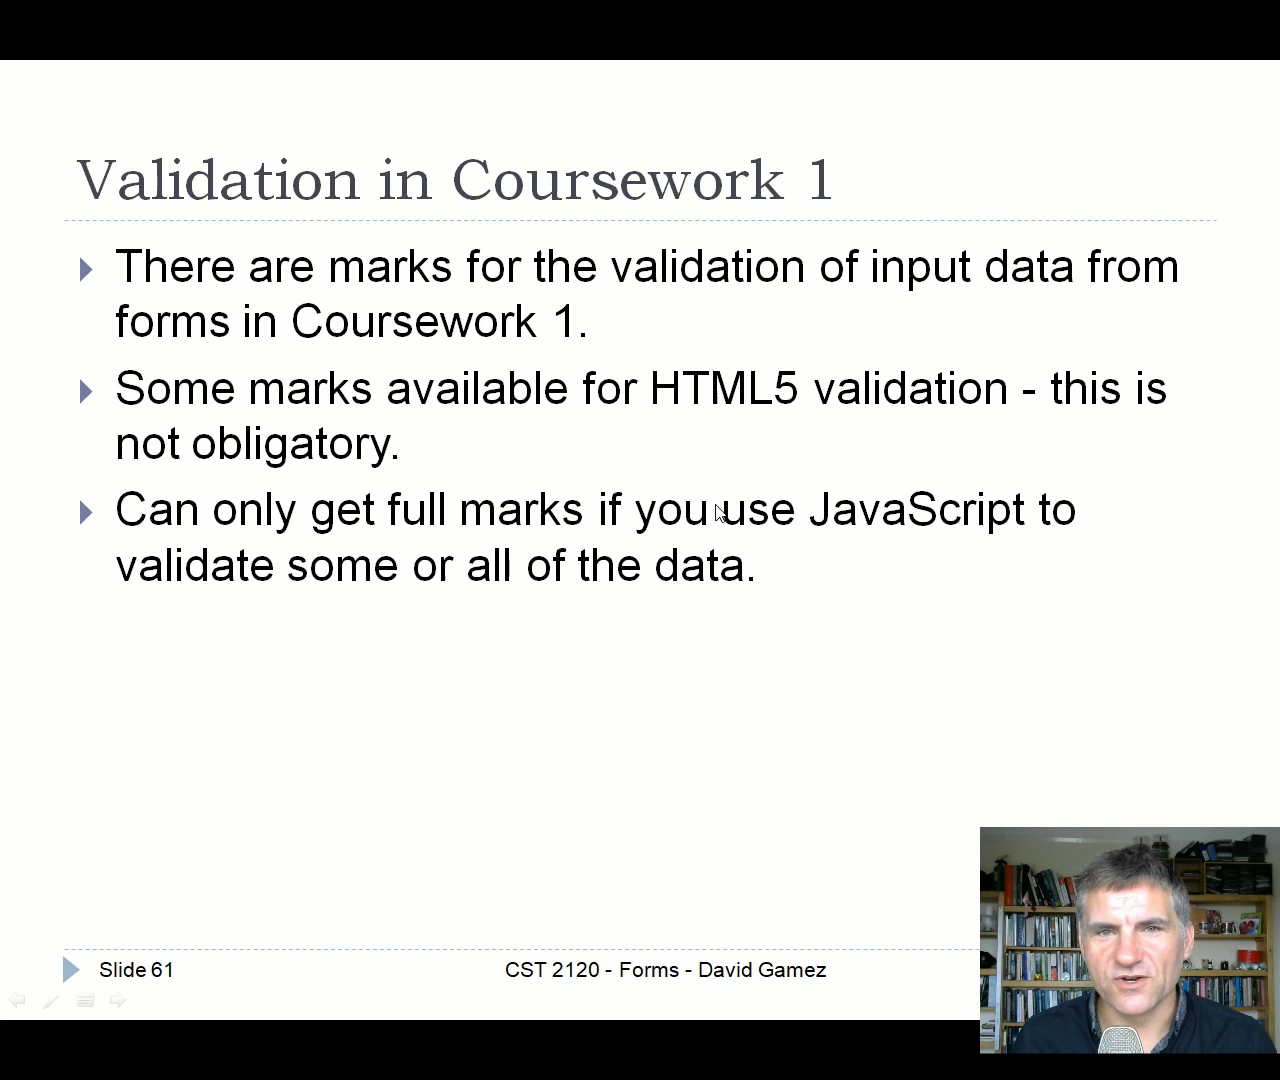 Validation in Coursework 1
There are marks for the validation of input data from
forms in Coursework 1.
Some marks available for HTML5 validation - this is
not obligatory.
Can only get full marks if you use JavaScript to
validate some or all of the data.
Slide 61
CST 2120 - Forms - David Gamez